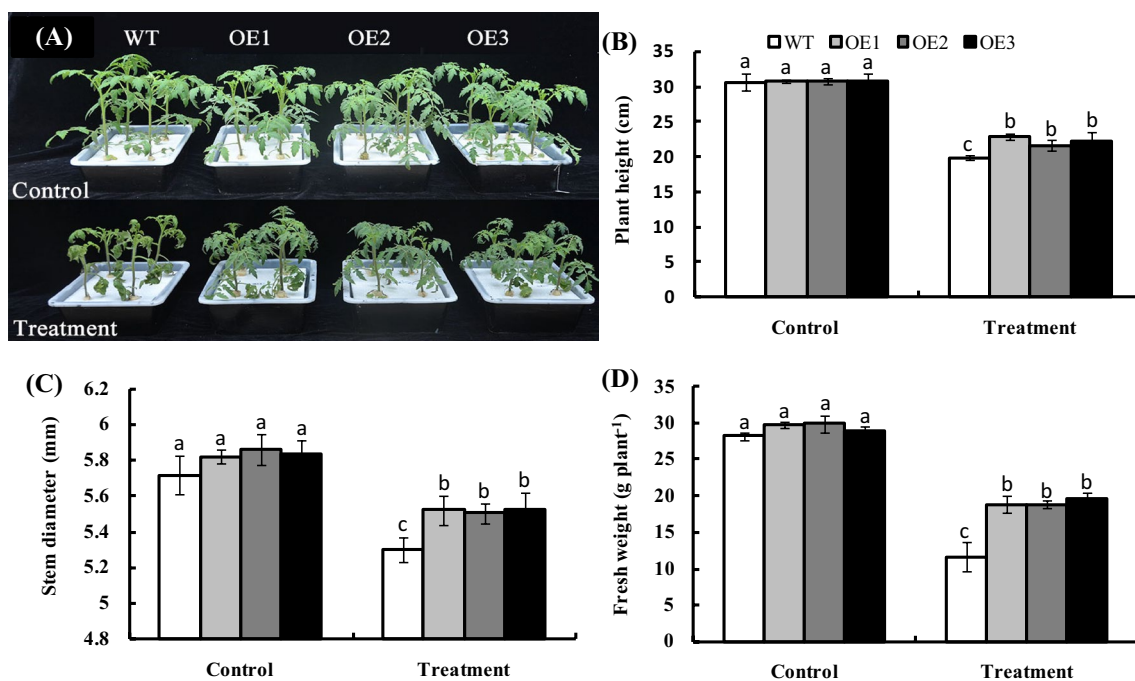 (A) WT OE1 OE2 OE3
Control
Treatment
(B) WT OE1 OE2 OE3
Plant height (cm)
35
30
25
20
15
10
5
0
a a a a
c b b b
Control Treatment
(C)
Stem diameter (mm)
6.2
6
5.8
5.6
5.4
5.2
5
4.8
a a a a
c b b b
Control Treatment
(D)
Fresh weight (g plant⁻¹)
35
30
25
20
15
10
5
0
a a a a
c b b b
Control Treatment